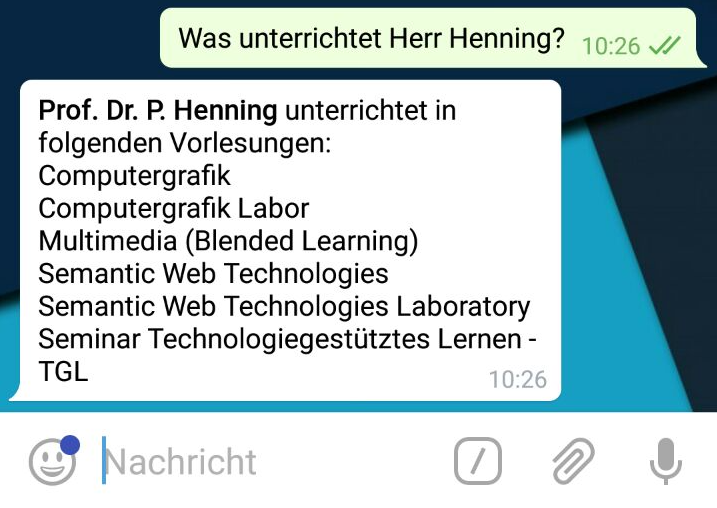 Was unterrichtet Herr Henning? 10:26
Prof. Dr. P. Henning unterrichtet in
folgenden Vorlesungen:
Computergrafik
Computergrafik Labor
Multimedia (Blended Learning)
Semantic Web Technologies
Semantic Web Technologies Laboratory
Seminar Technologiegestütztes Lernen -
TGL 10:26
Nachricht